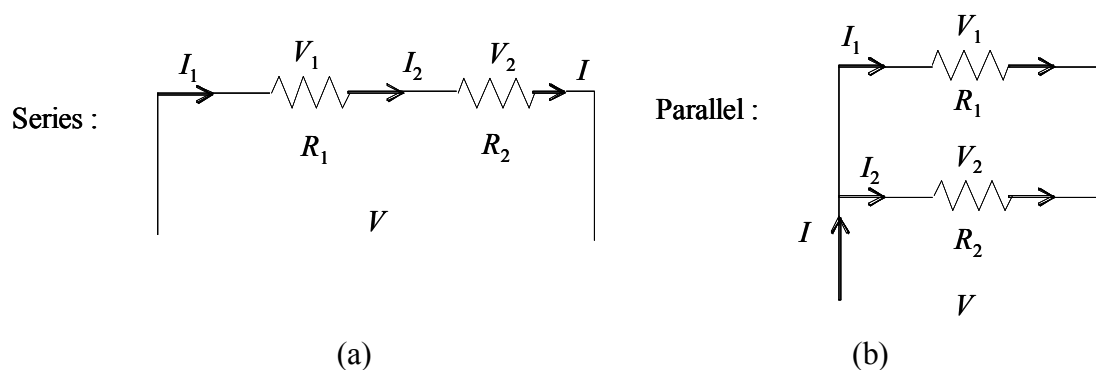 Series :
I₁ V₁ I₂ V₂ I
R₁ R₂
V
(a)
Parallel :
I₁ V₁
R₁
I₂ V₂
I R₂
V
(b)